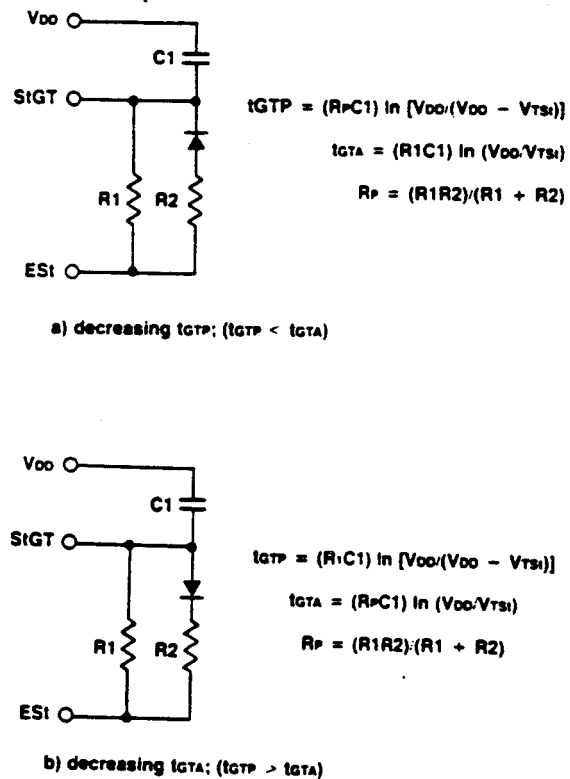 VDD
C1
StGT
tGTP = (RPC1) ln [VDD/(VDD - VTSt)]
tGTA = (R1C1) ln (VDD/VTSt)
R1 R2
RP = (R1R2)/(R1 + R2)
ESt
a) decreasing tGTP; (tGTP < tGTA)
VDD
C1
StGT
tGTP = (R1C1) ln [VDD/(VDD - VTSt)]
tGTA = (RPC1) ln (VDD/VTSt)
R1 R2
RP = (R1R2)/(R1 + R2)
ESt
b) decreasing tGTA; (tGTP > tGTA)